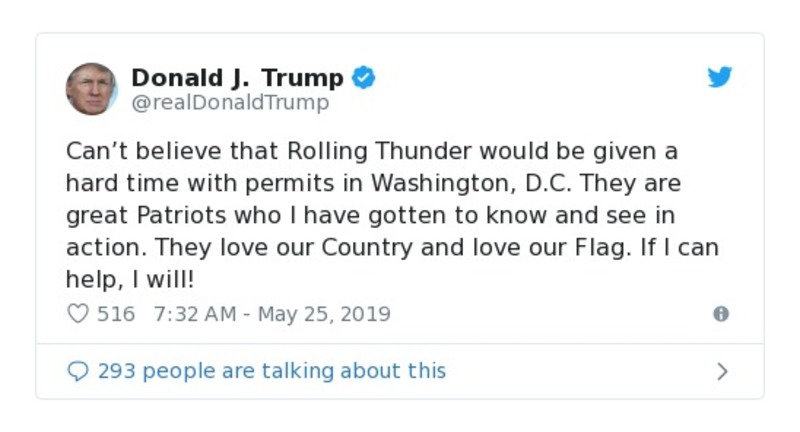 Donald J. Trump
@realDonaldTrump
Can’t believe that Rolling Thunder would be given a
hard time with permits in Washington, D.C. They are
great Patriots who I have gotten to know and see in
action. They love our Country and love our Flag. If I can
help, I will!
516 7:32 AM - May 25, 2019
293 people are talking about this